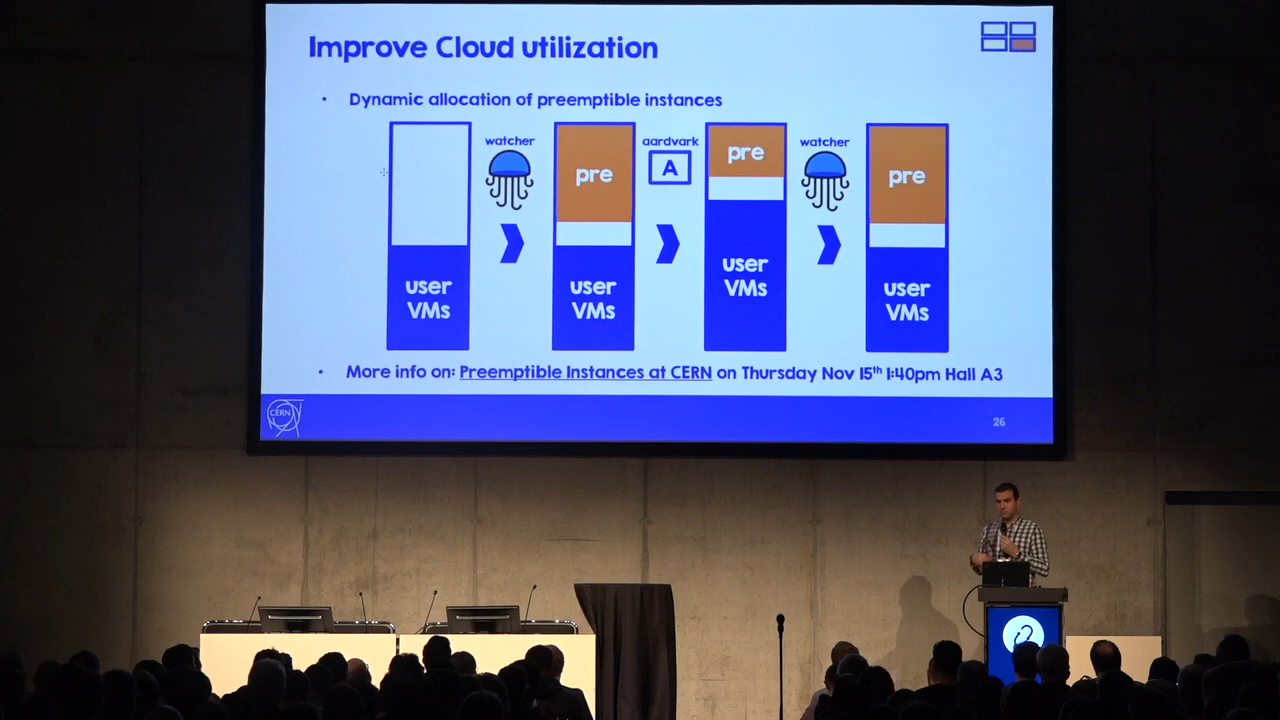 Improve Cloud utilization
• Dynamic allocation of preemptible instances
watcher
aardvark
watcher
A
pre
pre
pre
user
VMs
user
VMs
user
VMs
user
VMs
• More info on: Preemptible Instances at CERN on Thursday Nov 15th 1:40pm Hall A3
CERN
26